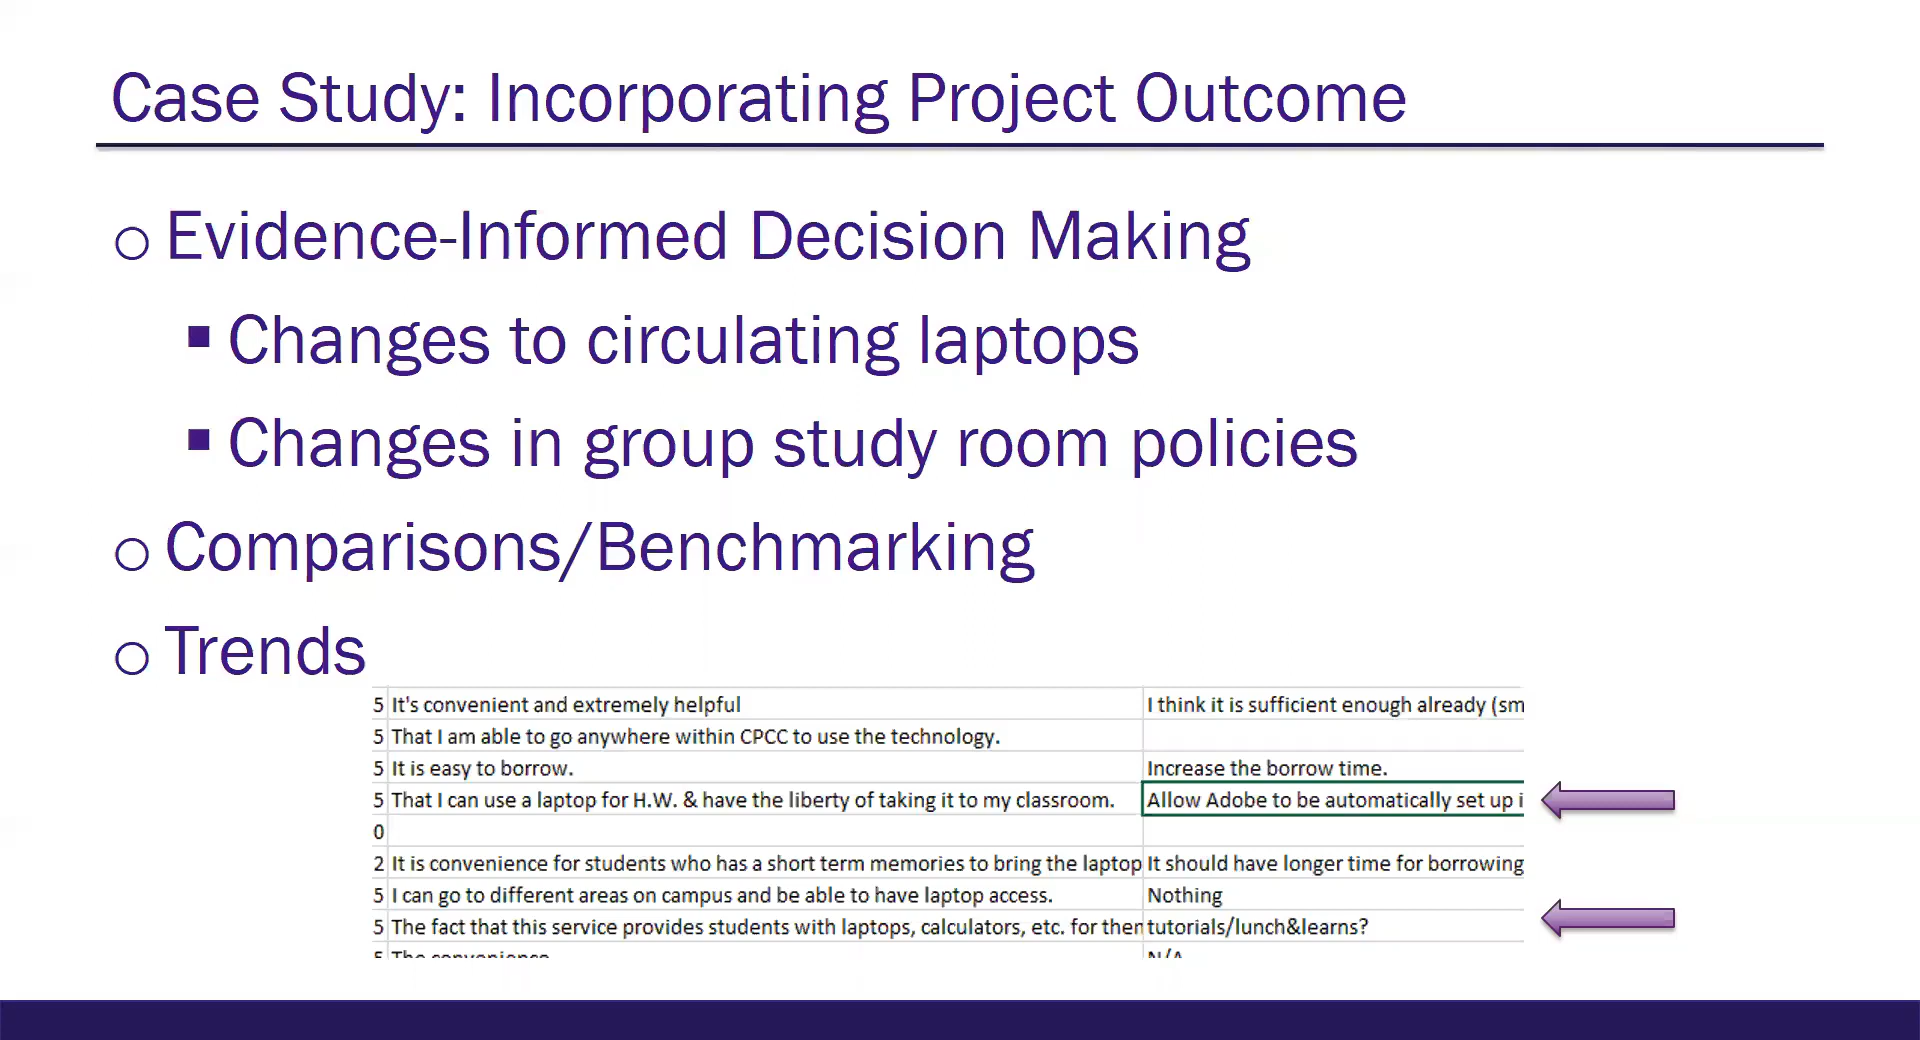 Case Study: Incorporating Project Outcome
Evidence-Informed Decision Making
Changes to circulating laptops
Changes in group study room policies
Comparisons/Benchmarking
Trends
5 It's convenient and extremely helpful I think it is sufficient enough already (sm
5 That I am able to go anywhere within CPCC to use the technology.
5 It is easy to borrow. Increase the borrow time.
5 That I can use a laptop for H.W. & have the liberty of taking it to my classroom. Allow Adobe to be automatically set up i
0
2 It is convenience for students who has a short term memories to bring the laptop It should have longer time for borrowing
5 I can go to different areas on campus and be able to have laptop access. Nothing
5 The fact that this service provides students with laptops, calculators, etc. for then tutorials/lunch&learns?
5 The convenience N/A